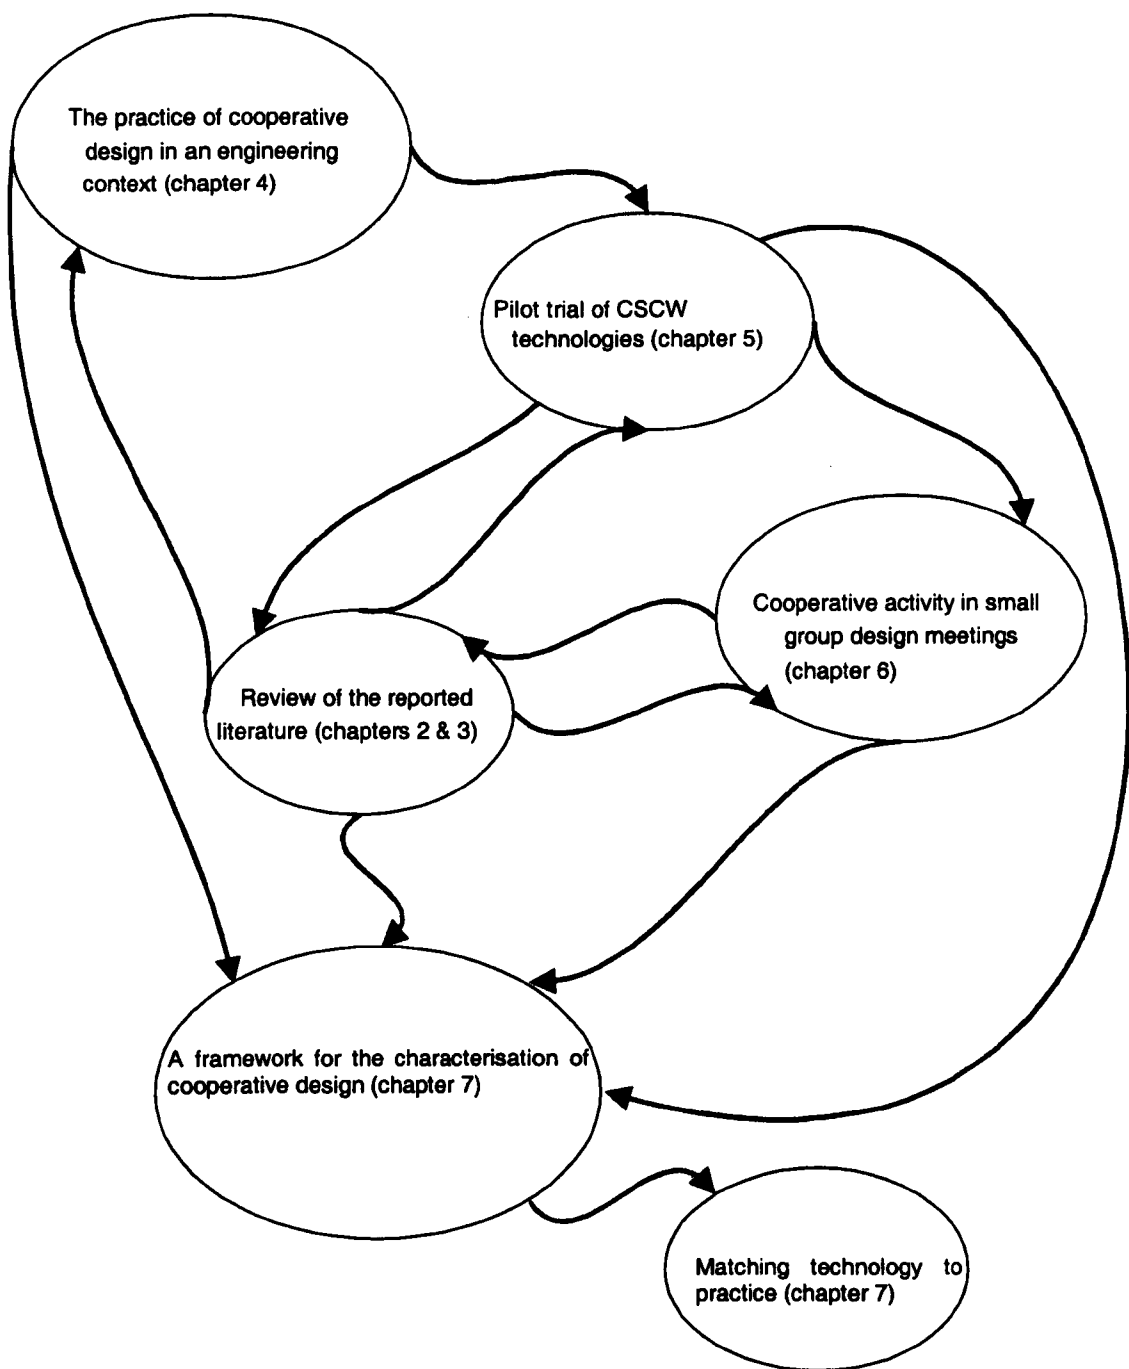 The practice of cooperative
design in an engineering
context (chapter 4)
Pilot trial of CSCW
technologies (chapter 5)
Cooperative activity in small
group design meetings
(chapter 6)
Review of the reported
literature (chapters 2 & 3)
A framework for the characterisation of
cooperative design (chapter 7)
Matching technology to
practice (chapter 7)